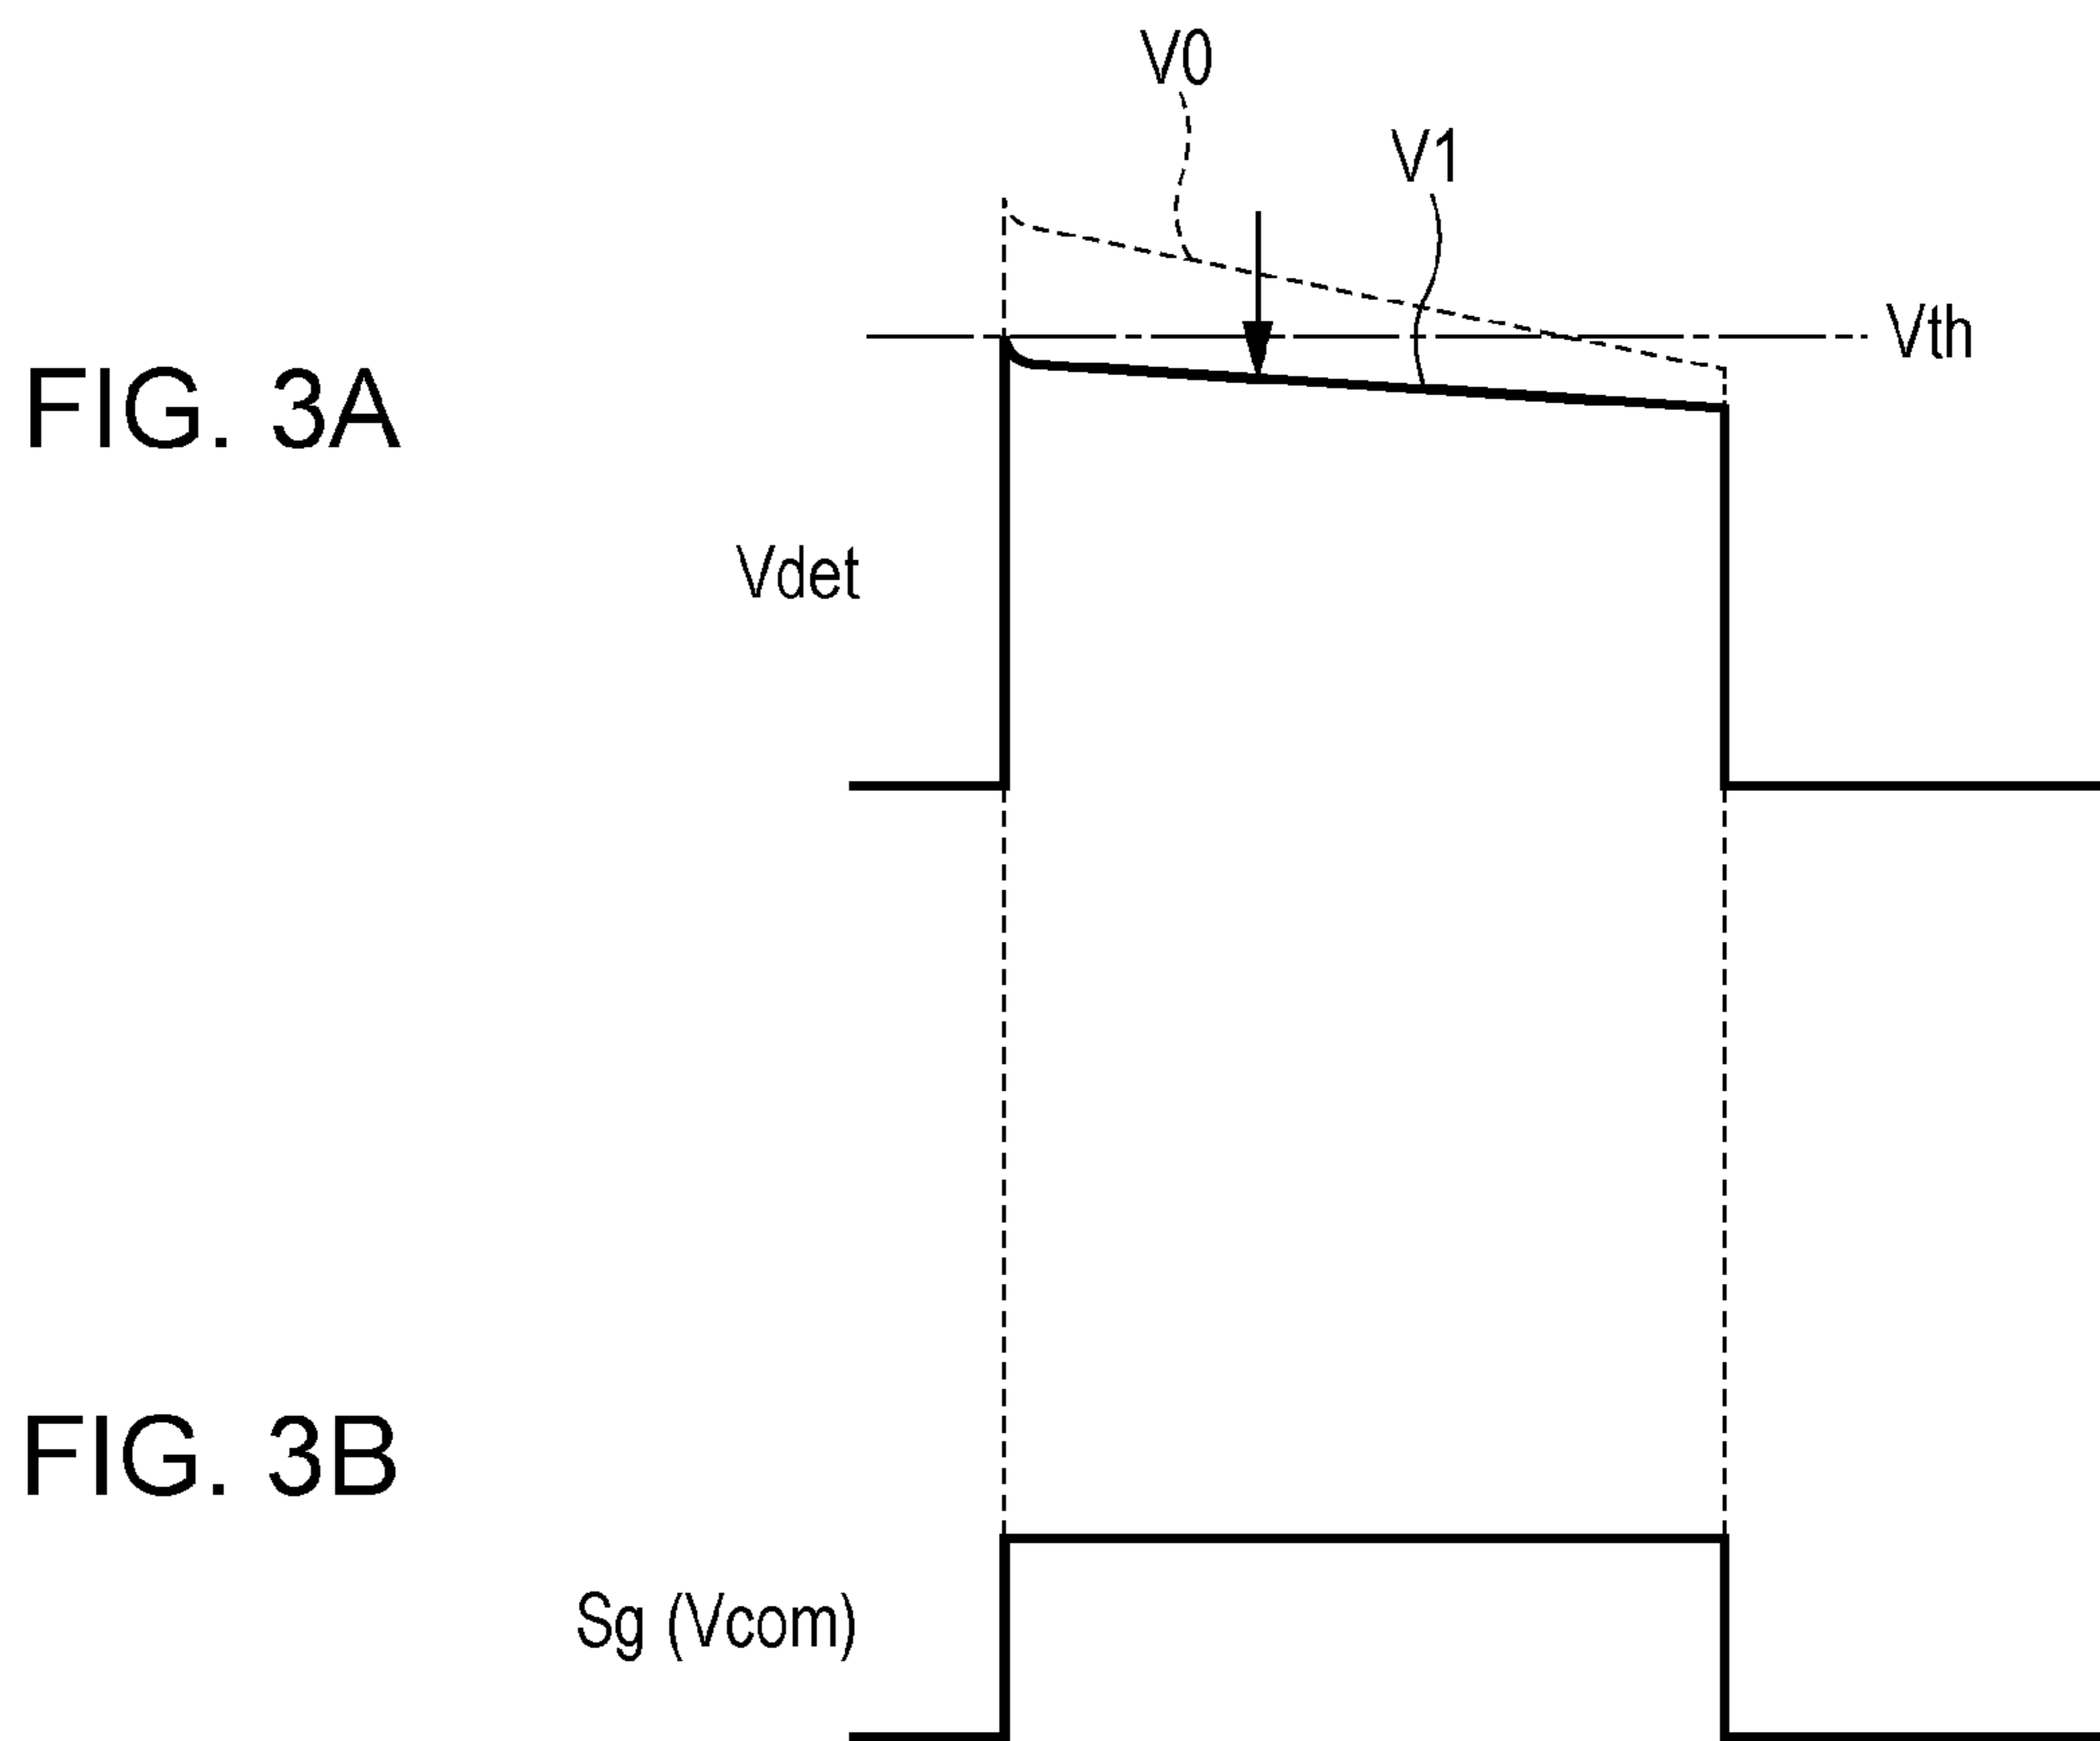 V0
V1
Vth
FIG. 3A
Vdet
FIG. 3B
Sg (Vcom)